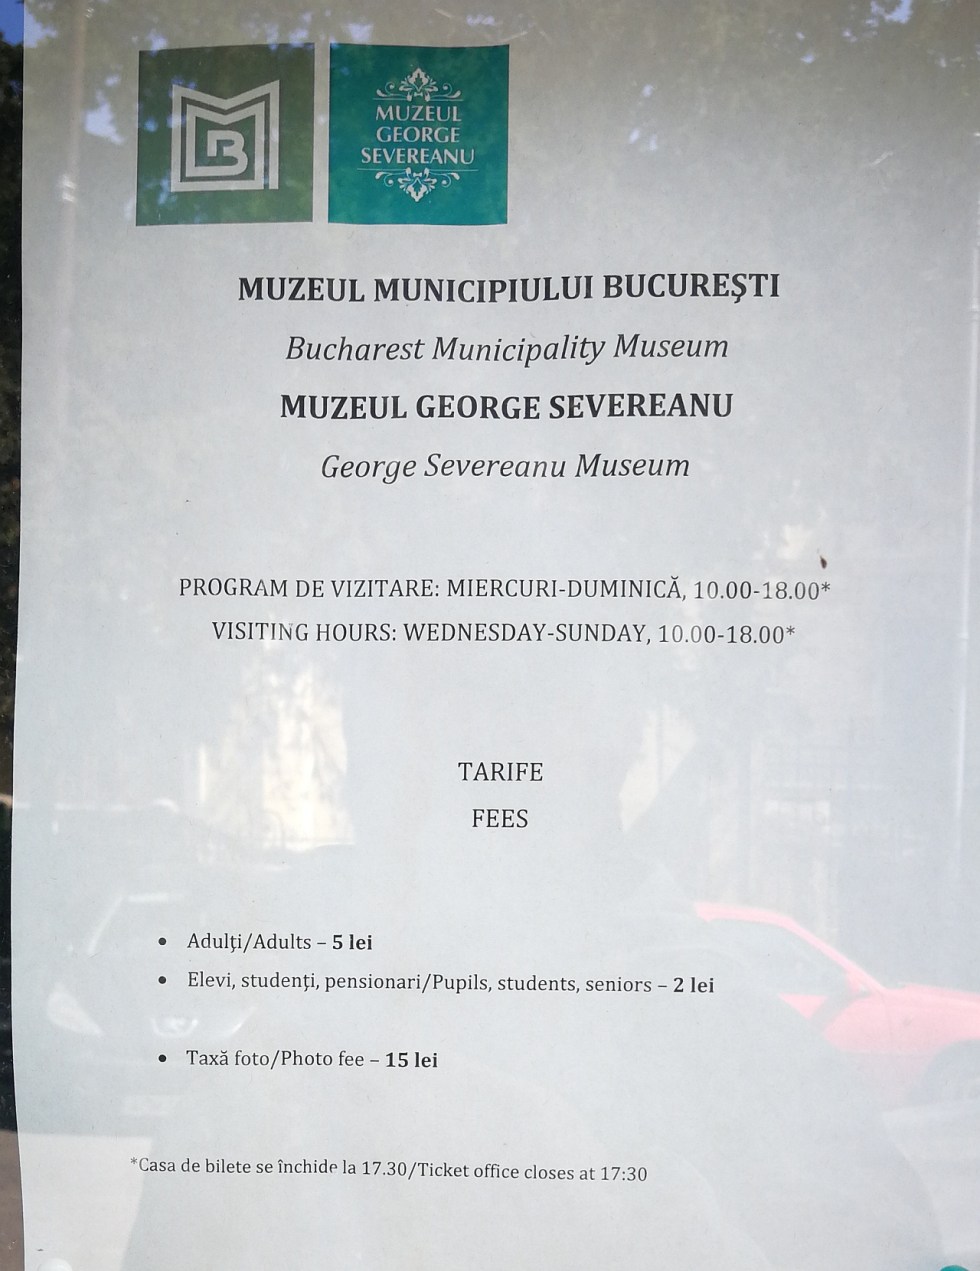 MB
MUZEUL
GEORGE
SEVEREANU
MUZEUL MUNICIPIULUI BUCUREŞTI
Bucharest Municipality Museum
MUZEUL GEORGE SEVEREANU
George Severeanu Museum
PROGRAM DE VIZITARE: MIERCURI-DUMINICĂ, 10.00-18.00*
VISITING HOURS: WEDNESDAY-SUNDAY, 10.00-18.00*
TARIFE
FEES
• Adulţi/Adults – 5 lei
• Elevi, studenţi, pensionari/Pupils, students, seniors – 2 lei
• Taxă foto/Photo fee – 15 lei
*Casa de bilete se închide la 17.30/Ticket office closes at 17:30